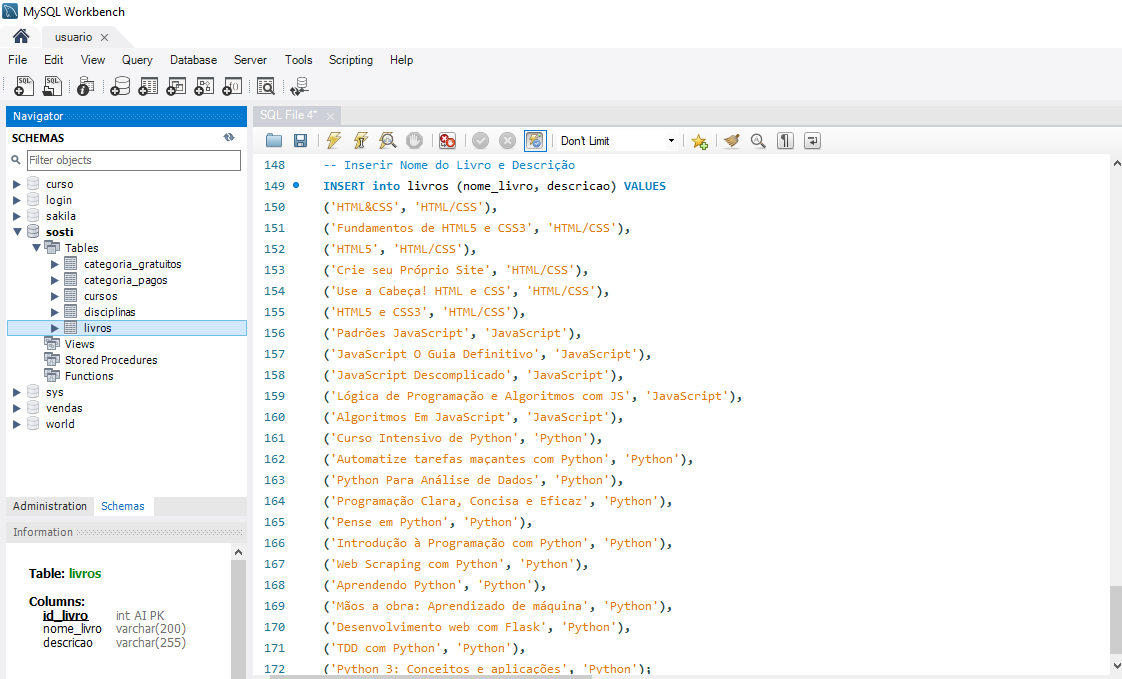 MySQL Workbench
usuario
File Edit View Query Database Server Tools Scripting Help
Navigator
SCHEMAS
Filter objects
curso
login
sakila
sosti
Tables
categoria_gratuitos
categoria_pagos
cursos
disciplinas
livros
Views
Stored Procedures
Functions
sys
vendas
world
Administration Schemas
Information
Table: livros
Columns:
id_livro int AI PK
nome_livro varchar(200)
descricao varchar(255)
SQL File 4*
Don't Limit
148 -- Inserir Nome do Livro e Descrição
149 INSERT into livros (nome_livro, descricao) VALUES
150 ('HTML&CSS', 'HTML/CSS'),
151 ('Fundamentos de HTML5 e CSS3', 'HTML/CSS'),
152 ('HTML5', 'HTML/CSS'),
153 ('Crie seu Próprio Site', 'HTML/CSS'),
154 ('Use a Cabeça! HTML e CSS', 'HTML/CSS'),
155 ('HTML5 e CSS3', 'HTML/CSS'),
156 ('Padrões JavaScript', 'JavaScript'),
157 ('JavaScript O Guia Definitivo', 'JavaScript'),
158 ('JavaScript Descomplicado', 'JavaScript'),
159 ('Lógica de Programação e Algoritmos com JS', 'JavaScript'),
160 ('Algoritmos Em JavaScript', 'JavaScript'),
161 ('Curso Intensivo de Python', 'Python'),
162 ('Automatize tarefas maçantes com Python', 'Python'),
163 ('Python Para Análise de Dados', 'Python'),
164 ('Programação Clara, Concisa e Eficaz', 'Python'),
165 ('Pense em Python', 'Python'),
166 ('Introdução à Programação com Python', 'Python'),
167 ('Web Scraping com Python', 'Python'),
168 ('Aprendendo Python', 'Python'),
169 ('Mãos a obra: Aprendizado de máquina', 'Python'),
170 ('Desenvolvimento web com Flask', 'Python'),
171 ('TDD com Python', 'Python'),
172 ('Python 3: Conceitos e aplicações', 'Python');